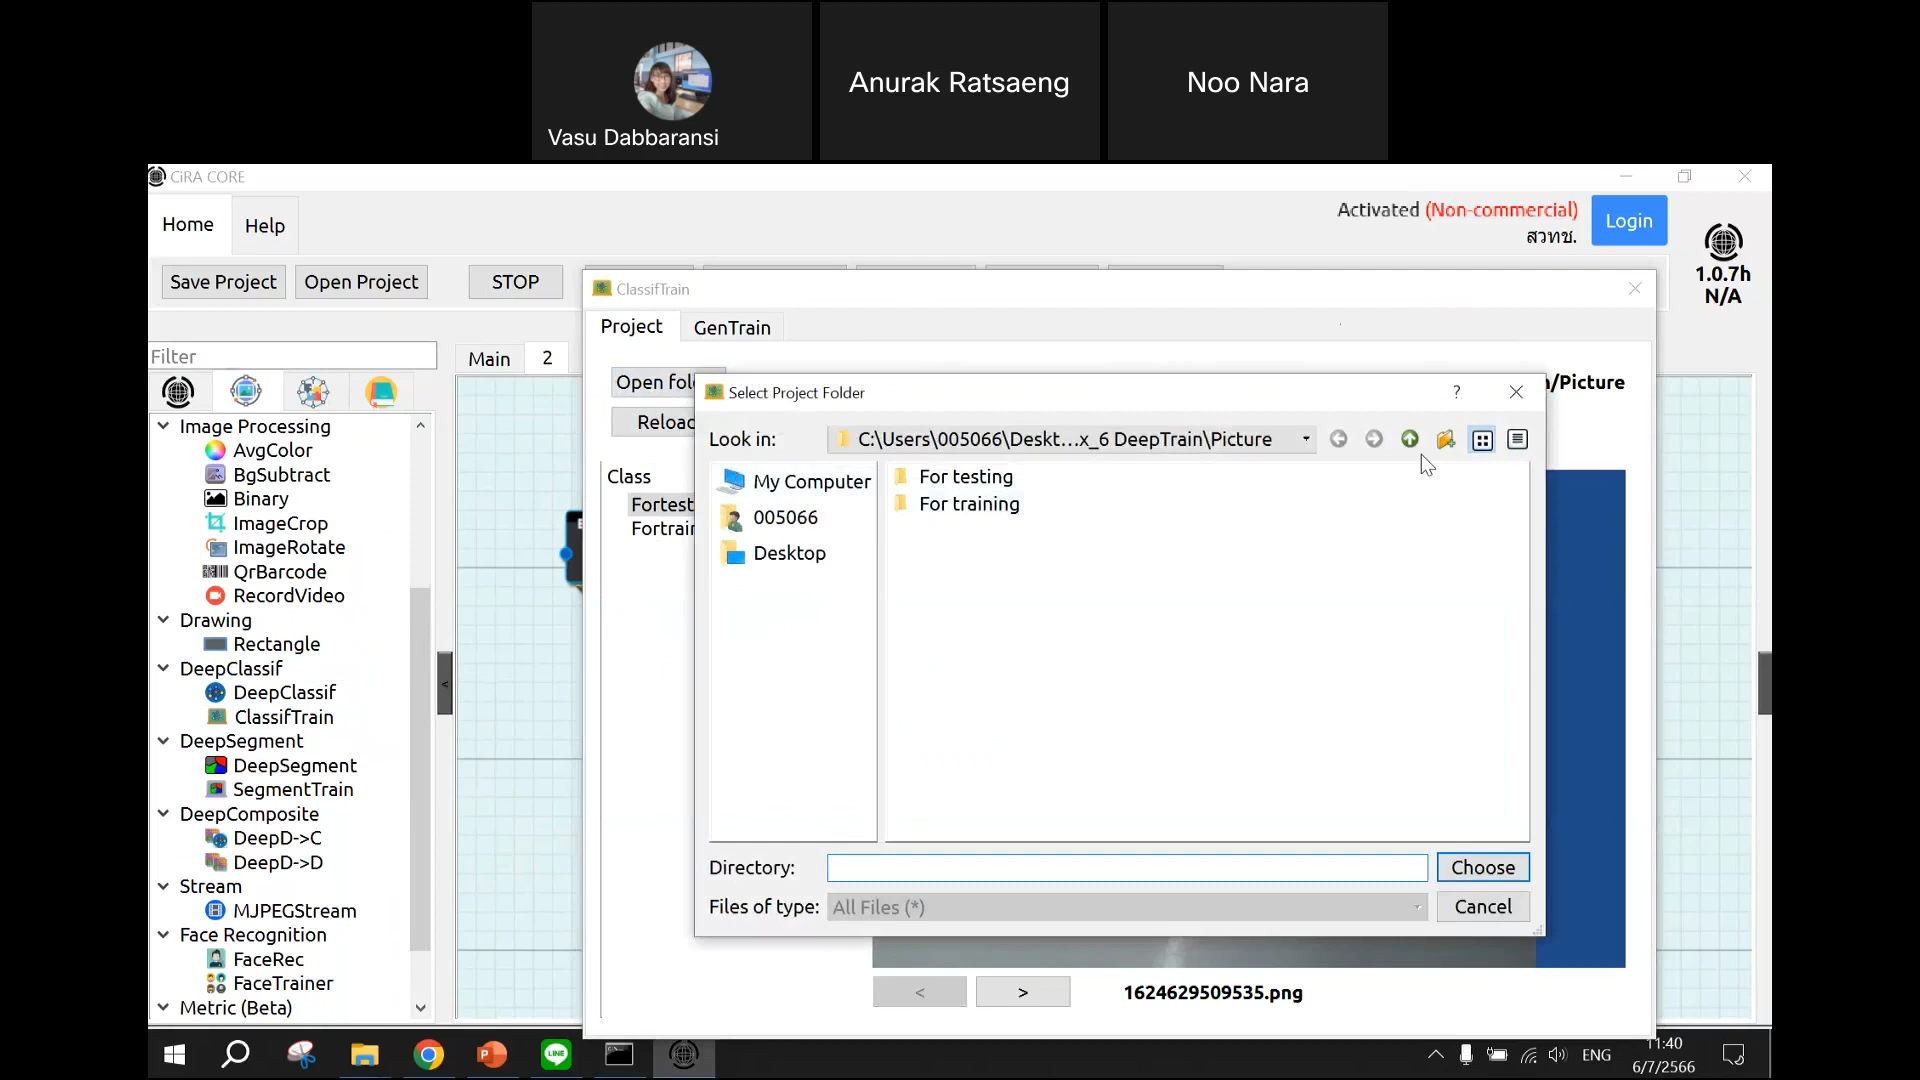 Vasu Dabbaransi
Anurak Ratsaeng
Noo Nara
CiRA CORE
Home
Help
Activated (Non-commercial)
สวทช.
Login
1.0.7h
N/A
Save Project
Open Project
STOP
ClassifTrain
Project
GenTrain
Filter
Main
2
Open fol
Reload
n/Picture
Select Project Folder
?
Look in:
C:\Users\005066\Deskt...x_6 DeepTrain\Picture
My Computer
005066
Desktop
For testing
For training
Class
Fortest
Fortrain
Image Processing
AvgColor
BgSubtract
Binary
ImageCrop
ImageRotate
QrBarcode
RecordVideo
Drawing
Rectangle
DeepClassif
DeepClassif
ClassifTrain
DeepSegment
DeepSegment
SegmentTrain
DeepComposite
DeepD->C
DeepD->D
Stream
MJPEGStream
Face Recognition
FaceRec
FaceTrainer
Metric (Beta)
<
Directory:
Choose
Files of type:
All Files (*)
Cancel
<
>
1624629509535.png
LINE
ENG
11:40
6/7/2566